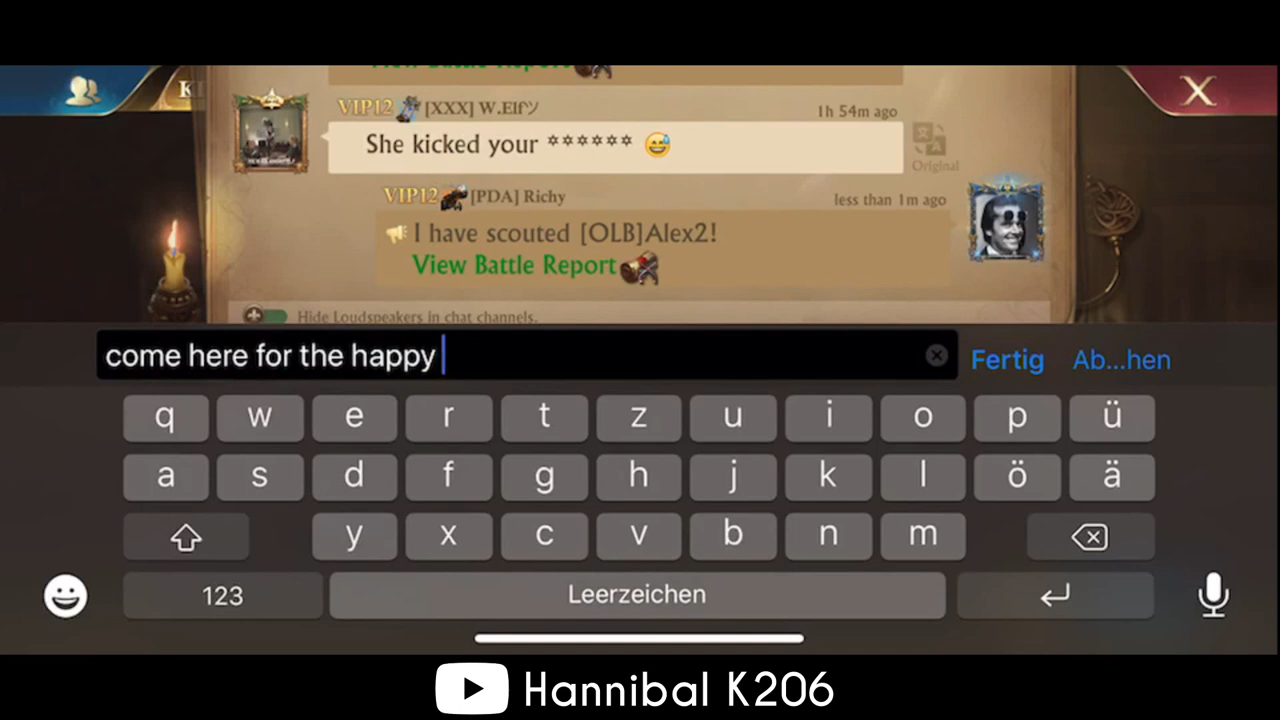 VIP12 [XXX] W.Elfツ
1h 54m ago
She kicked your ****** 😅
Original
VIP12 [PDA] Richy
less than 1m ago
I have scouted [OLB]Alex2!
View Battle Report
Hide Loudspeakers in chat channels.
come here for the happy
Fertig Ab...hen
q w e r t z u i o p ü
a s d f g h j k l ö ä
y x c v b n m
123 Leerzeichen
Hannibal K206